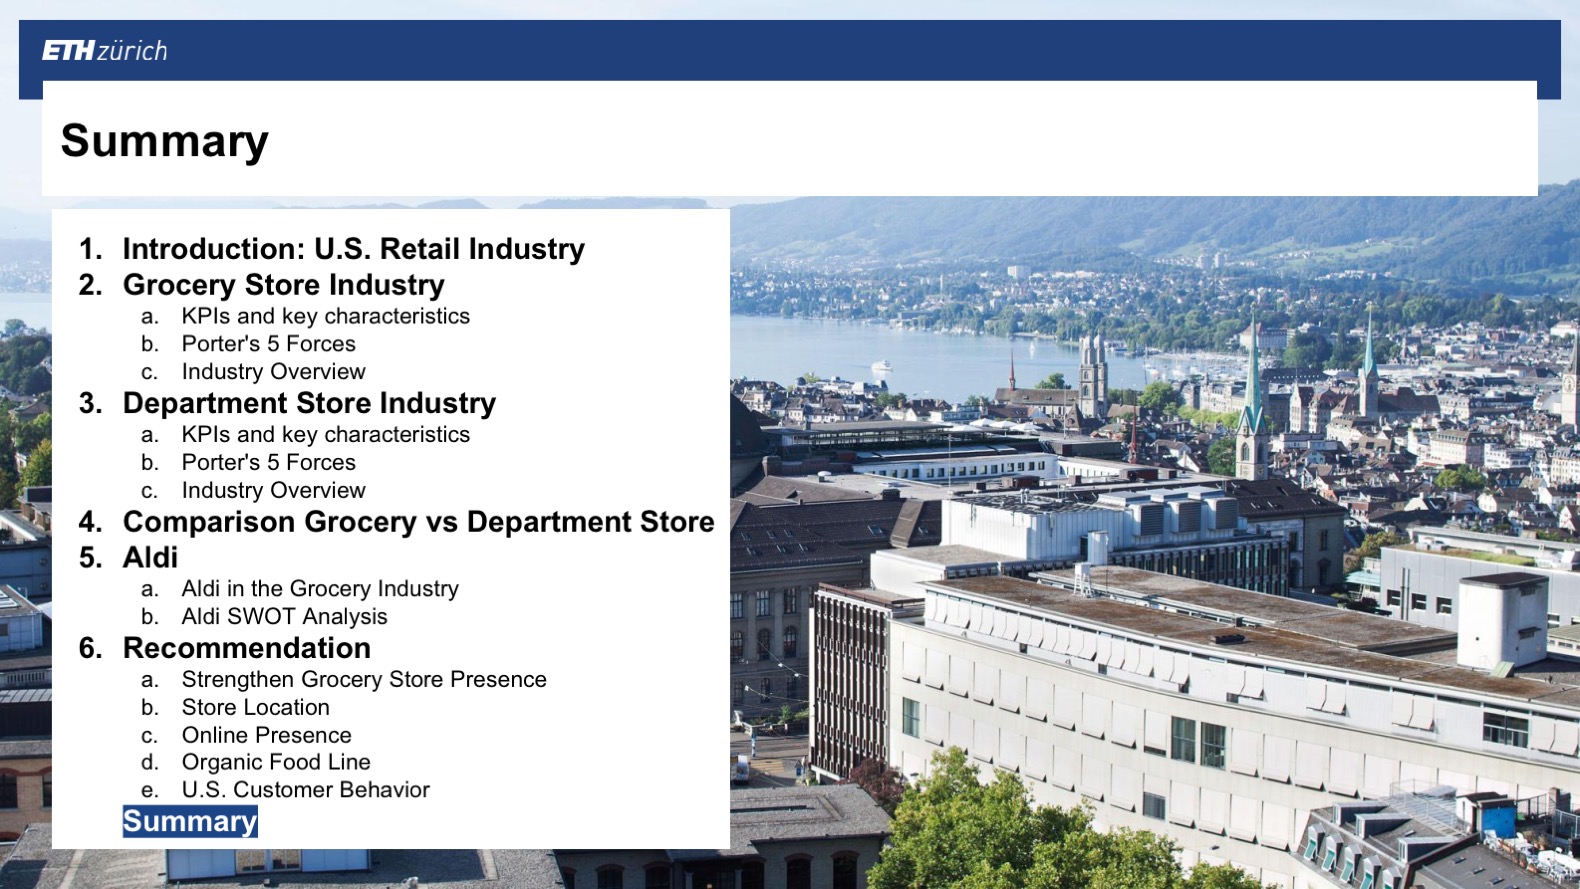 ETH zürich
Summary
1. Introduction: U.S. Retail Industry
2. Grocery Store Industry
a. KPIs and key characteristics
b. Porter's 5 Forces
c. Industry Overview
3. Department Store Industry
a. KPIs and key characteristics
b. Porter's 5 Forces
c. Industry Overview
4. Comparison Grocery vs Department Store
5. Aldi
a. Aldi in the Grocery Industry
b. Aldi SWOT Analysis
6. Recommendation
a. Strengthen Grocery Store Presence
b. Store Location
c. Online Presence
d. Organic Food Line
e. U.S. Customer Behavior
Summary